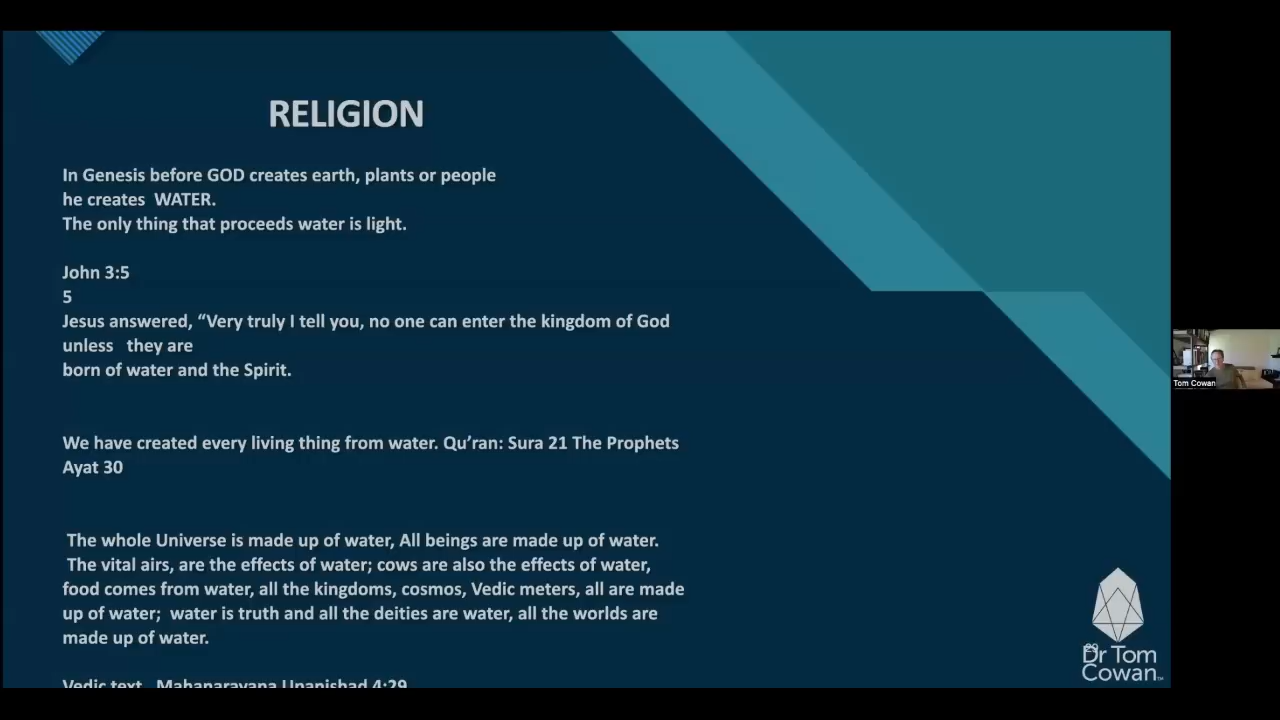 RELIGION
In Genesis before GOD creates earth, plants or people
he creates WATER.
The only thing that proceeds water is light.
John 3:5
5
Jesus answered, “Very truly I tell you, no one can enter the kingdom of God
unless they are
born of water and the Spirit.
We have created every living thing from water. Qu’ran: Sura 21 The Prophets
Ayat 30
The whole Universe is made up of water, All beings are made up of water.
The vital airs, are the effects of water; cows are also the effects of water,
food comes from water, all the kingdoms, cosmos, Vedic meters, all are made
up of water; water is truth and all the deities are water, all the worlds are
made up of water.
Vedic text Mahanarayana Upanishad 4:29
Tom Cowan
29
Dr Tom
Cowan™